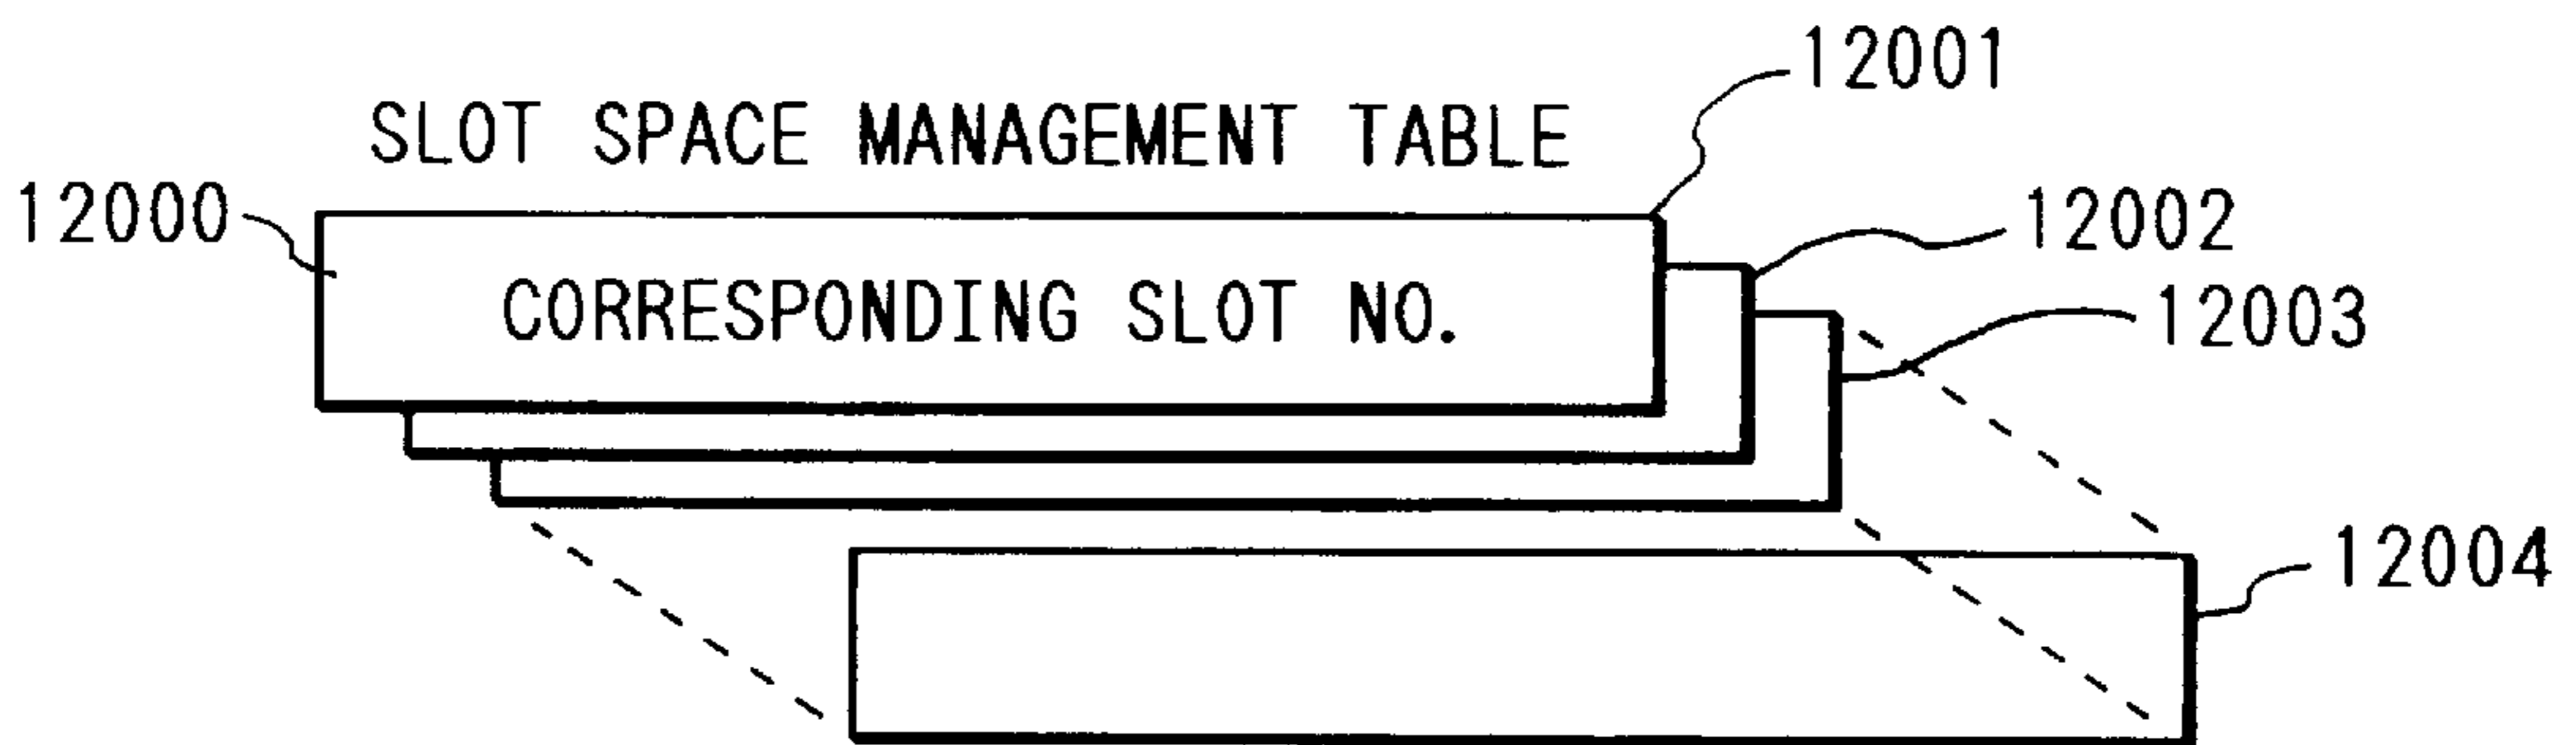 12001
SLOT SPACE MANAGEMENT TABLE
12000
12002
CORRESPONDING SLOT NO.
12003
12004